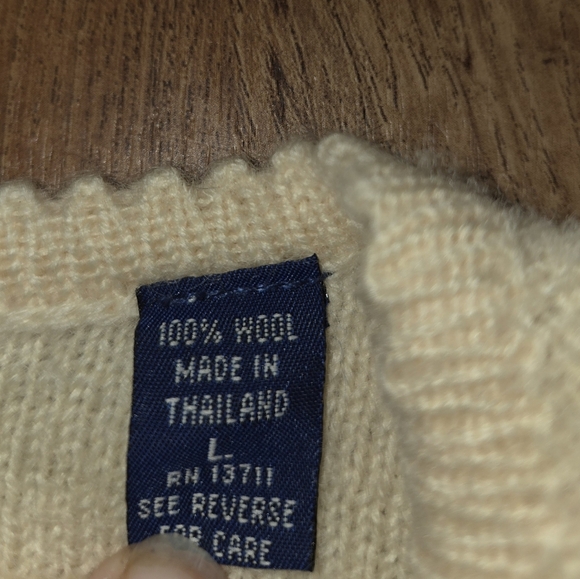 100% WOOL
MADE IN
THAILAND
L.
RN 13711
SEE REVERSE
FOR CARE